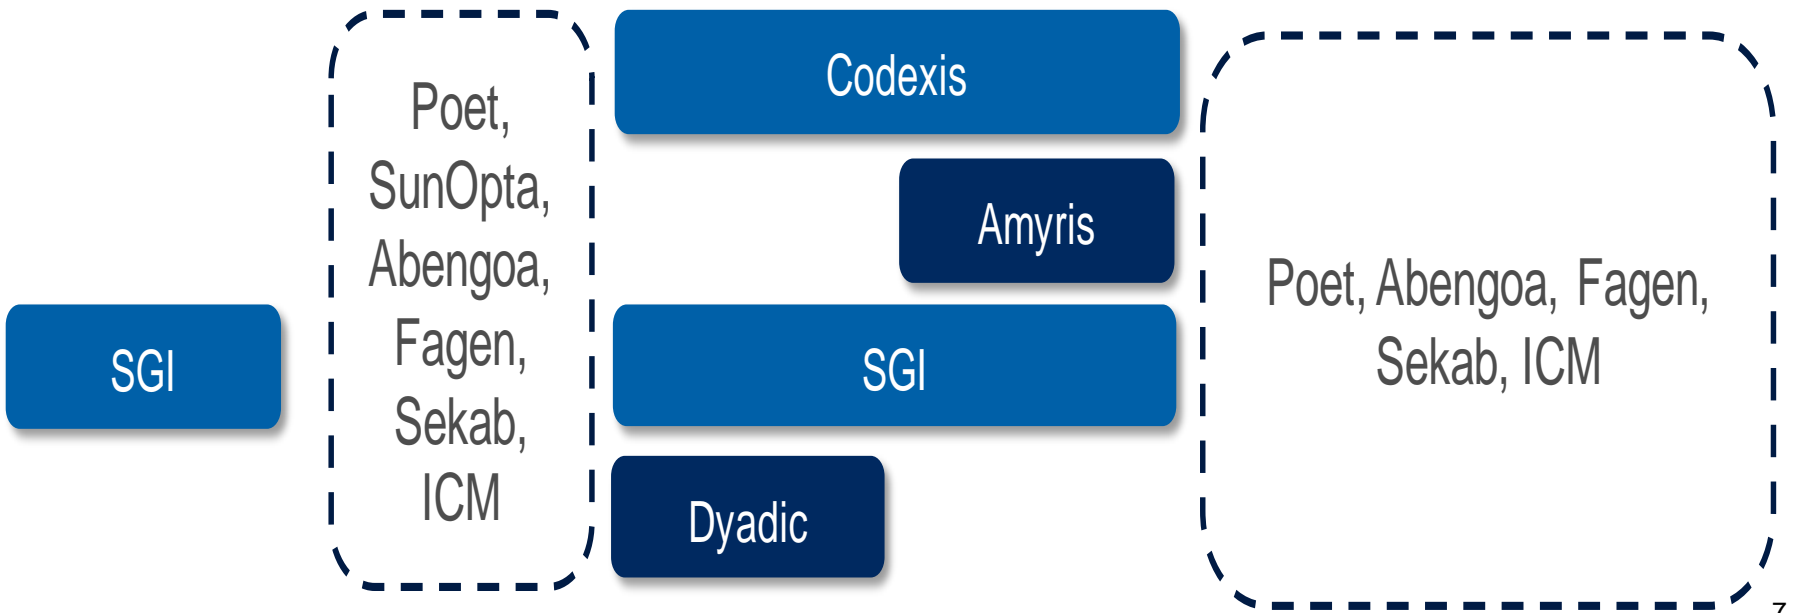 SGI
Poet,
SunOpta,
Abengoa,
Fagen,
Sekab,
ICM
Codexis
Amyris
SGI
Dyadic
Poet, Abengoa, Fagen,
Sekab, ICM